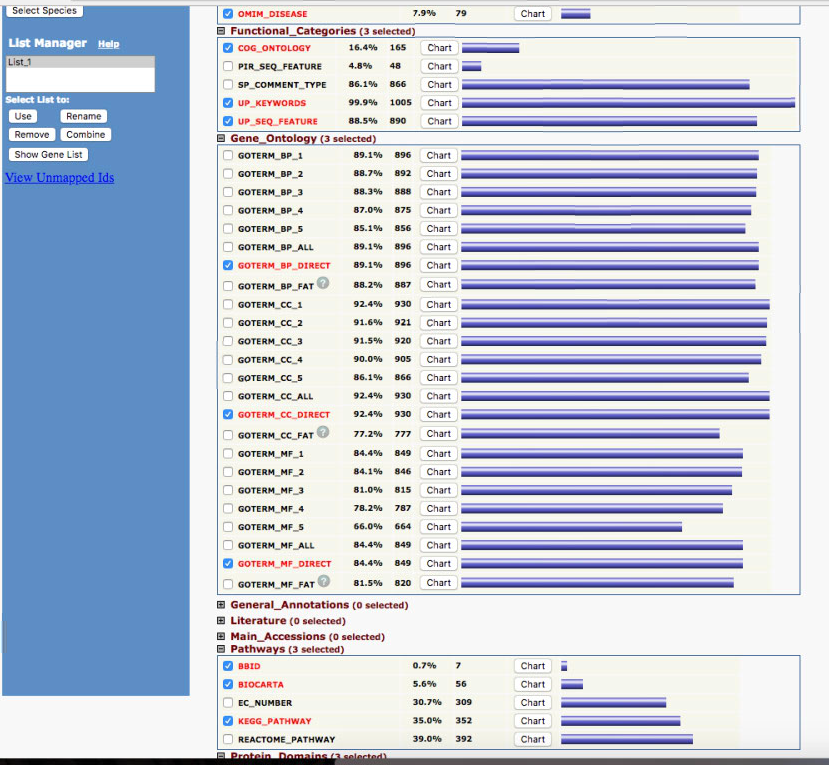 Select Species
List Manager Help
List_1
Select List to:
Use Rename
Remove Combine
Show Gene List
View Unmapped Ids
OMIM_DISEASE 7.9% 79 Chart
Functional_Categories (3 selected)
COG_ONTOLOGY 16.4% 165 Chart
PIR_SEQ_FEATURE 4.8% 48 Chart
SP_COMMENT_TYPE 86.1% 866 Chart
UP_KEYWORDS 99.9% 1005 Chart
UP_SEQ_FEATURE 88.5% 890 Chart
Gene_Ontology (3 selected)
GOTERM_BP_1 89.1% 896 Chart
GOTERM_BP_2 88.7% 892 Chart
GOTERM_BP_3 88.3% 888 Chart
GOTERM_BP_4 87.0% 875 Chart
GOTERM_BP_5 85.1% 856 Chart
GOTERM_BP_ALL 89.1% 896 Chart
GOTERM_BP_DIRECT 89.1% 896 Chart
GOTERM_BP_FAT ? 88.2% 887 Chart
GOTERM_CC_1 92.4% 930 Chart
GOTERM_CC_2 91.6% 921 Chart
GOTERM_CC_3 91.5% 920 Chart
GOTERM_CC_4 90.0% 905 Chart
GOTERM_CC_5 86.1% 866 Chart
GOTERM_CC_ALL 92.4% 930 Chart
GOTERM_CC_DIRECT 92.4% 930 Chart
GOTERM_CC_FAT ? 77.2% 777 Chart
GOTERM_MF_1 84.4% 849 Chart
GOTERM_MF_2 84.1% 846 Chart
GOTERM_MF_3 81.0% 815 Chart
GOTERM_MF_4 78.2% 787 Chart
GOTERM_MF_5 66.0% 664 Chart
GOTERM_MF_ALL 84.4% 849 Chart
GOTERM_MF_DIRECT 84.4% 849 Chart
GOTERM_MF_FAT ? 81.5% 820 Chart
General_Annotations (0 selected)
Literature (0 selected)
Main_Accessions (0 selected)
Pathways (3 selected)
BBID 0.7% 7 Chart
BIOCARTA 5.6% 56 Chart
EC_NUMBER 30.7% 309 Chart
KEGG_PATHWAY 35.0% 352 Chart
REACTOME_PATHWAY 39.0% 392 Chart
Protein_Domains (3 selected)